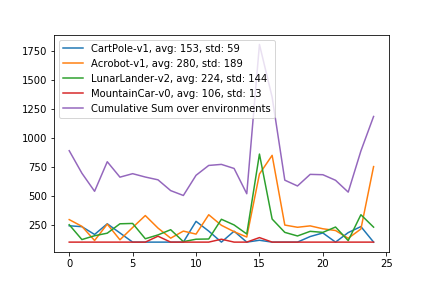 CartPole-v1, avg: 153, std: 59
Acrobot-v1, avg: 280, std: 189
LunarLander-v2, avg: 224, std: 144
MountainCar-v0, avg: 106, std: 13
Cumulative Sum over environments
1750
1500
1250
1000
750
500
250
0 5 10 15 20 25